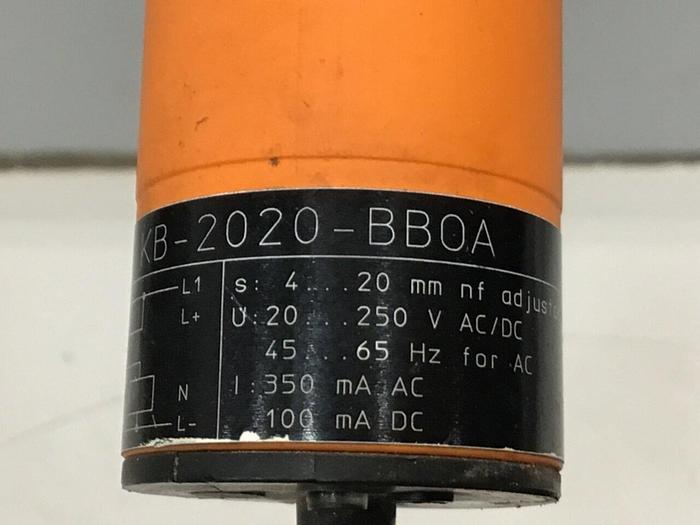 KB-2020-BBOA
L1
L+
N
L-
s: 4...20 mm nf
U:20...250 V AC/DC
45...65 Hz for AC
I:350 mA AC
100 mA DC